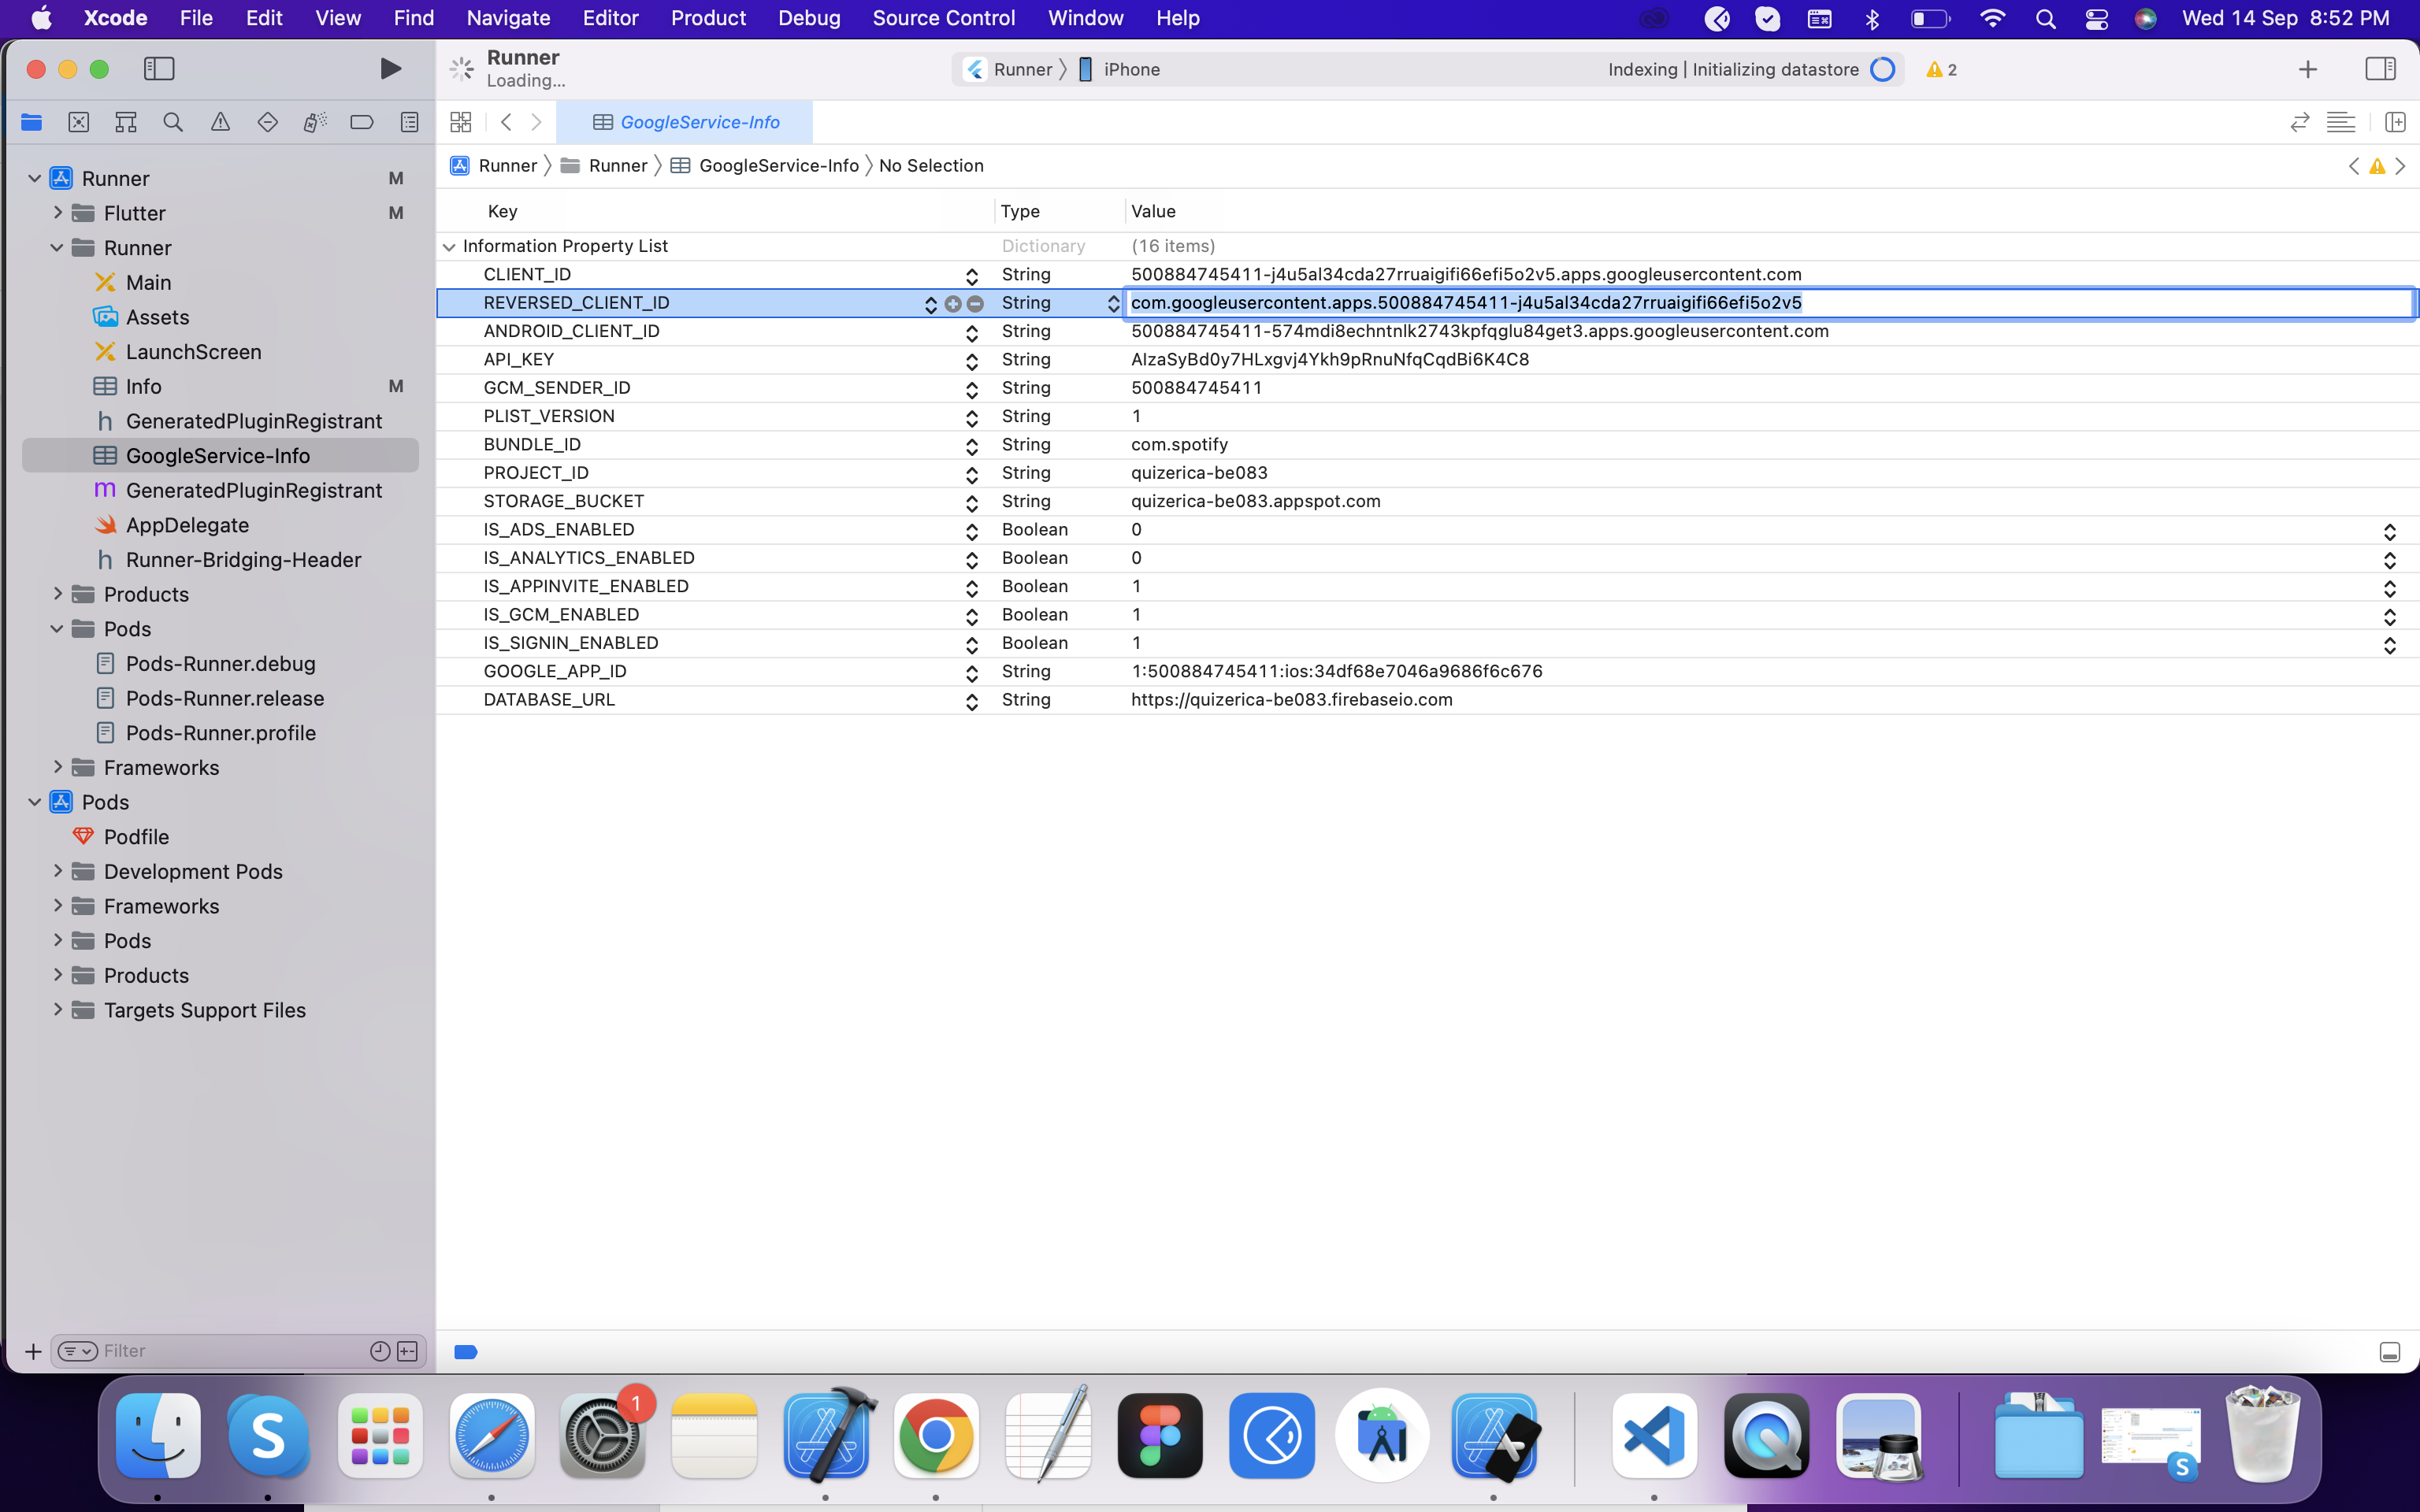 Xcode File Edit View Find Navigate Editor Product Debug Source Control Window Help Wed 14 Sep 8:52 PM
Runner
Loading...
Runner iPhone Indexing | Initializing datastore 2
GoogleService-Info
Runner Runner GoogleService-Info No Selection
Runner M
Flutter M
Runner
Main
Assets
LaunchScreen
Info M
h GeneratedPluginRegistrant
GoogleService-Info
m GeneratedPluginRegistrant
AppDelegate
h Runner-Bridging-Header
Products
Pods
Pods-Runner.debug
Pods-Runner.release
Pods-Runner.profile
Frameworks
Pods
Podfile
Development Pods
Frameworks
Pods
Products
Targets Support Files
Filter
Key Type Value
Information Property List Dictionary (16 items)
CLIENT_ID String 500884745411-j4u5al34cda27rruaigifi66efi5o2v5.apps.googleusercontent.com
REVERSED_CLIENT_ID String com.googleusercontent.apps.500884745411-j4u5al34cda27rruaigifi66efi5o2v5
ANDROID_CLIENT_ID String 500884745411-574mdi8echntnlk2743kpfqglu84get3.apps.googleusercontent.com
API_KEY String AIzaSyBd0y7HLxgvj4Ykh9pRnuNfqCqdBi6K4C8
GCM_SENDER_ID String 500884745411
PLIST_VERSION String 1
BUNDLE_ID String com.spotify
PROJECT_ID String quizerica-be083
STORAGE_BUCKET String quizerica-be083.appspot.com
IS_ADS_ENABLED Boolean 0
IS_ANALYTICS_ENABLED Boolean 0
IS_APPINVITE_ENABLED Boolean 1
IS_GCM_ENABLED Boolean 1
IS_SIGNIN_ENABLED Boolean 1
GOOGLE_APP_ID String 1:500884745411:ios:34df68e7046a9686f6c676
DATABASE_URL String https://quizerica-be083.firebaseio.com
1